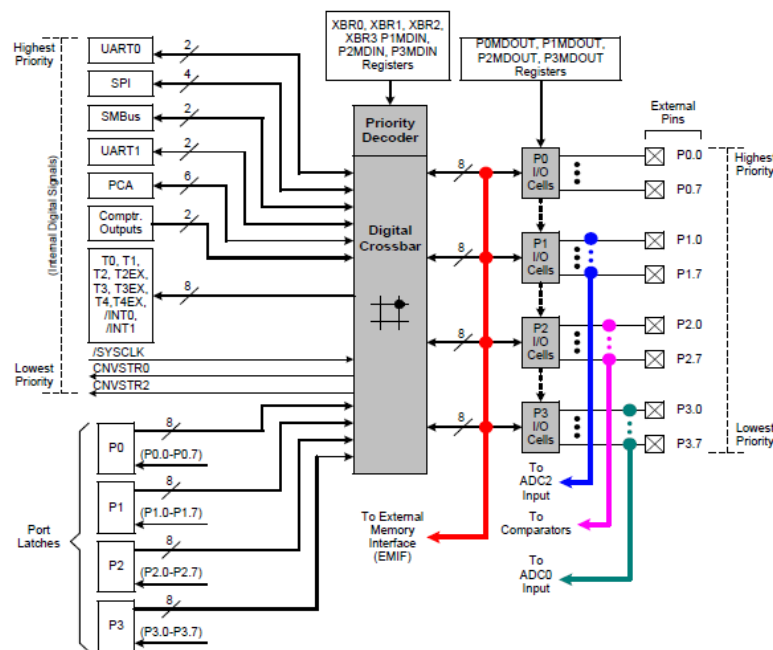 XBR0, XBR1, XBR2,
XBR3 P1MDIN,
P2MDIN, P3MDIN
Registers
P0MDOUT, P1MDOUT,
P2MDOUT, P3MDOUT
Registers
Highest
Priority
UART0
2
SPI
4
SMBus
2
UART1
2
PCA
6
Comptr.
Outputs
2
T0, T1,
T2, T2EX,
T3, T3EX,
T4,T4EX,
/INT0,
/INT1
8
(Internal Digital Signals)
/SYSCLK
CNVSTR0
CNVSTR2
Lowest
Priority
Priority
Decoder
Digital
Crossbar
8
8
8
8
P0
I/O
Cells
P1
I/O
Cells
P2
I/O
Cells
P3
I/O
Cells
External
Pins
P0.0
P0.7
P1.0
P1.7
P2.0
P2.7
P3.0
P3.7
Highest
Priority
Lowest
Priority
Port
Latches
P0
8
(P0.0-P0.7)
P1
8
(P1.0-P1.7)
P2
8
(P2.0-P2.7)
P3
8
(P3.0-P3.7)
To External
Memory
Interface
(EMIF)
To
ADC2
Input
To
Comparators
To
ADC0
Input